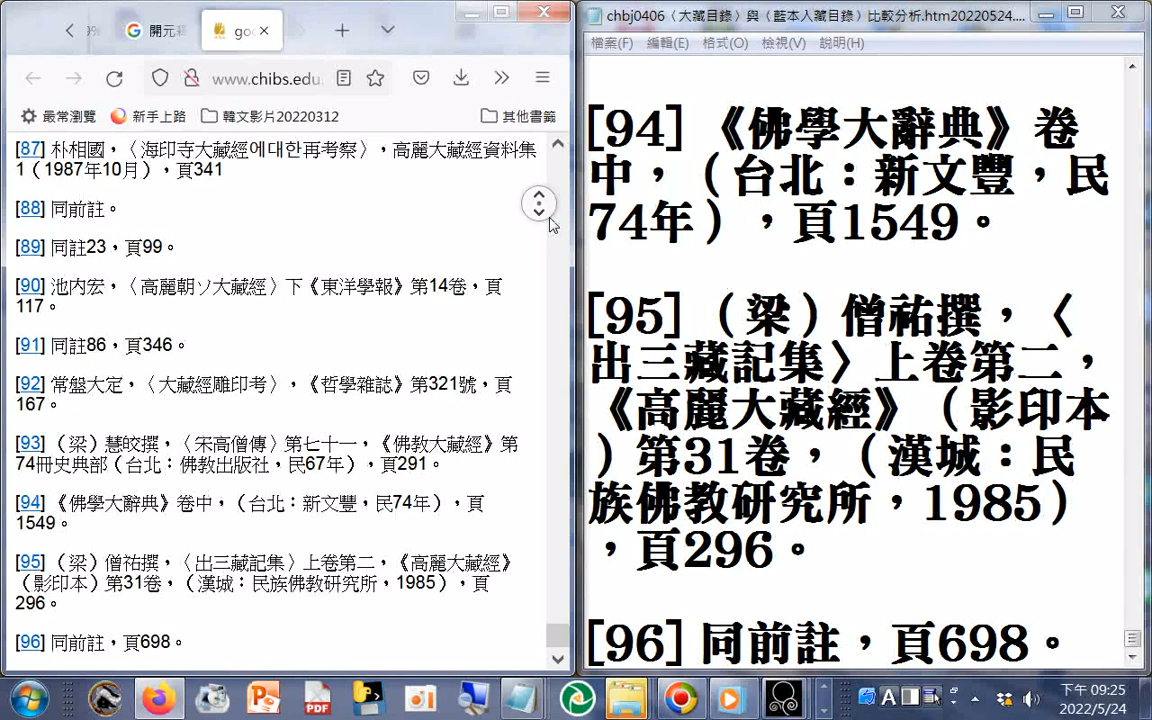 9%
開元
goo
www.chibs.edu.
最常瀏覽
新手上路
韓文影片20220312
其他書籤
[87] 朴相國，〈海印寺大藏經에대한再考察〉，高麗大藏經資料集
1（1987年10月），頁341
[88] 同前註。
[89] 同註23，頁99。
[90] 池内宏，〈高麗朝ソ大藏經〉下《東洋學報》第14卷，頁
117。
[91] 同註86，頁346。
[92] 常盤大定，〈大藏經雕印考〉，《哲學雜誌》第321號，頁
167。
[93] （梁）慧皎撰，〈宋高僧傳〉第七十一，《佛教大藏經》第
74冊史典部（台北：佛教出版社，民67年），頁291。
[94] 《佛學大辭典》卷中，（台北：新文豐，民74年），頁
1549。
[95] （梁）僧祐撰，〈出三藏記集〉上卷第二，《高麗大藏經》
（影印本）第31卷，（漢城：民族佛教研究所，1985），頁
296。
[96] 同前註，頁698。
chbj0406〈大藏目錄〉與〈藍本入藏目錄〉比較分析.htm20220524....
檔案(F) 編輯(E) 格式(O) 檢視(V) 說明(H)
[94] 《佛學大辭典》卷
中，（台北：新文豐，民
74年），頁1549。
[95] （梁）僧祐撰，〈
出三藏記集〉上卷第二，
《高麗大藏經》（影印本
）第31卷，（漢城：民
族佛教研究所，1985）
，頁296。
[96] 同前註，頁698。
PDF
A
下午 09:25
2022/5/24